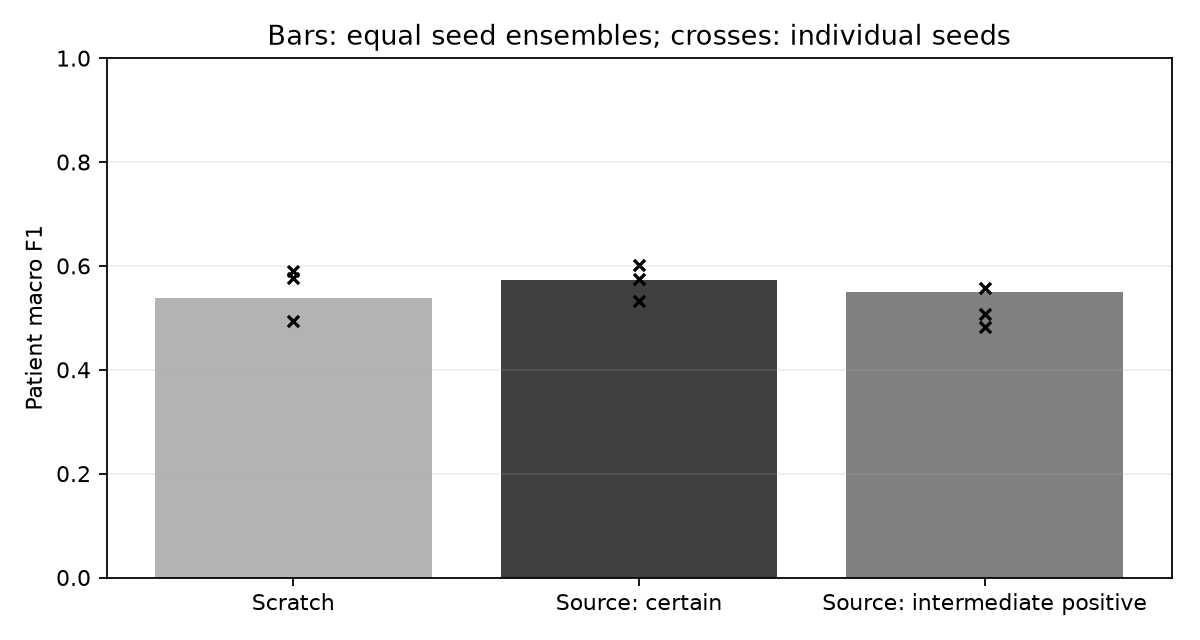 Bars: equal seed ensembles; crosses: individual seeds
1.0
0.8
0.6
0.4
0.2
0.0
Patient macro F1
Scratch
Source: certain
Source: intermediate positive